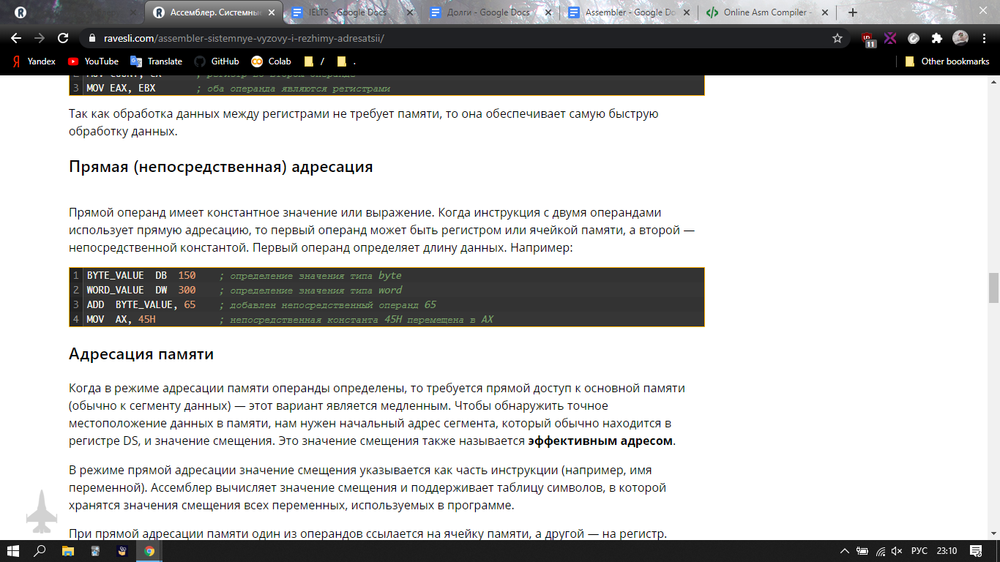 Ассемблер. Системны
IELTS - Google Docs
Долги - Google Docs
Assembler - Google Do
Online Asm Compiler -
ravesli.com/assembler-sistemnye-vyzovy-i-rezhimy-adresatsii/
11
Yandex
YouTube
Translate
GitHub
Colab
/
.
Other bookmarks
3 MOV EAX, EBX ; оба операнда являются регистрами
Так как обработка данных между регистрами не требует памяти, то она обеспечивает самую быструю
обработку данных.
Прямая (непосредственная) адресация
Прямой операнд имеет константное значение или выражение. Когда инструкция с двумя операндами
использует прямую адресацию, то первый операнд может быть регистром или ячейкой памяти, а второй —
непосредственной константой. Первый операнд определяет длину данных. Например:
1 BYTE_VALUE DB 150 ; определение значения типа byte
2 WORD_VALUE DW 300 ; определение значения типа word
3 ADD BYTE_VALUE, 65 ; добавлен непосредственный операнд 65
4 MOV AX, 45H ; непосредственная константа 45H перемещена в AX
Адресация памяти
Когда в режиме адресации памяти операнды определены, то требуется прямой доступ к основной памяти
(обычно к сегменту данных) — этот вариант является медленным. Чтобы обнаружить точное
местоположение данных в памяти, нам нужен начальный адрес сегмента, который обычно находится в
регистре DS, и значение смещения. Это значение смещения также называется эффективным адресом.
В режиме прямой адресации значение смещения указывается как часть инструкции (например, имя
переменной). Ассемблер вычисляет значение смещения и поддерживает таблицу символов, в которой
хранятся значения смещения всех переменных, используемых в программе.
При прямой адресации памяти один из операндов ссылается на ячейку памяти, а другой — на регистр.
РУС
23:10